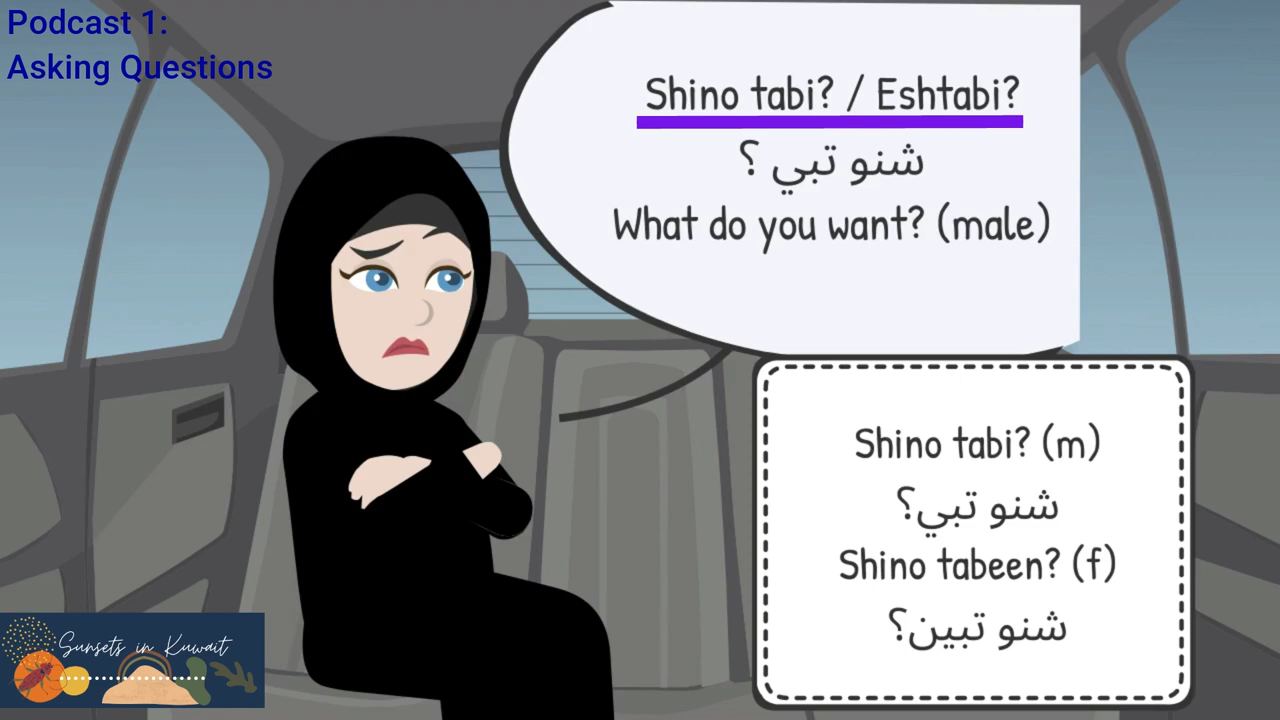 Podcast 1:
Asking Questions
Shino tabi? / Eshtabi?
شنو تبي ؟
What do you want? (male)
Shino tabi? (m)
شنو تبي؟
Shino tabeen? (f)
شنو تبين؟
Sunsets in Kuwait